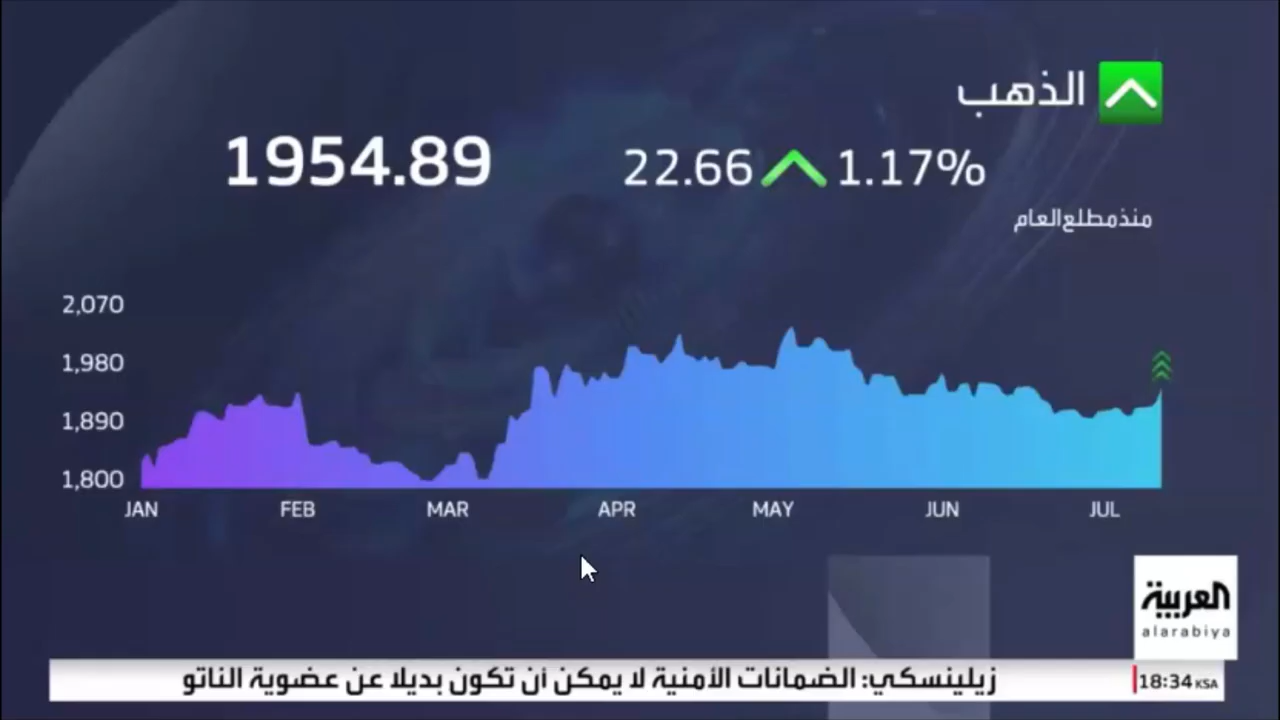 الذهب
1954.89 22.66 1.17%
منذ مطلع العام
2,070
1,980
1,890
1,800
JAN FEB MAR APR MAY JUN JUL
العربية
alarabiya
زيلينسكي: الضمانات الأمنية لا يمكن أن تكون بديلا عن عضوية الناتو
18:34 KSA